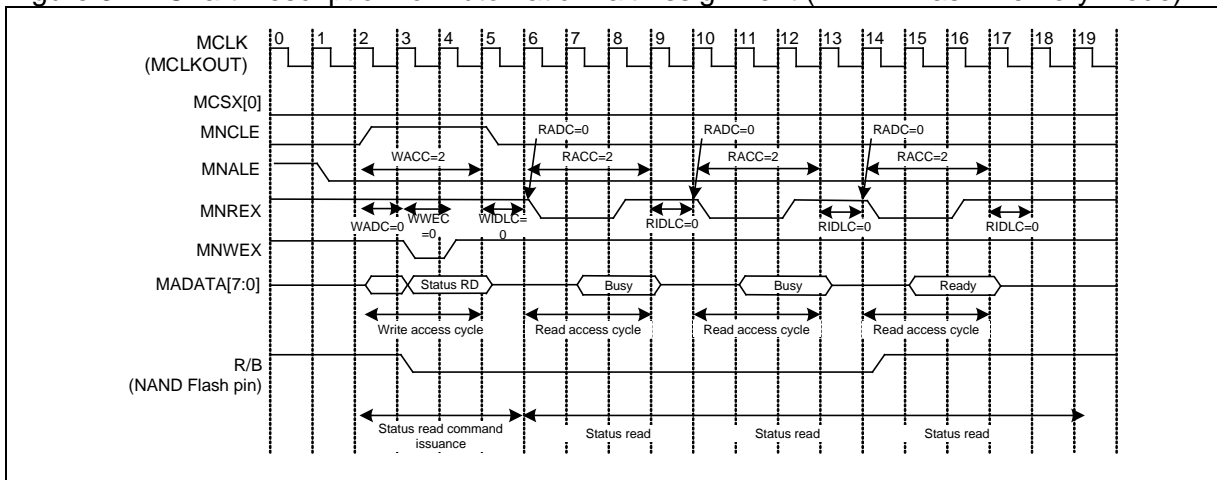 MCLK
(MCLKOUT)
0 1 2 3 4 5 6 7 8 9 10 11 12 13 14 15 16 17 18 19
MCSX[0]
MNCLE
RADC=0 RADC=0 RADC=0
MNALE
WACC=2 RACC=2 RACC=2 RACC=2
MNREX
WADC=0 WWEC
=0
WIDLC=
0
RIDLC=0 RIDLC=0 RIDLC=0
MNWEX
MADATA[7:0]
Status RD Busy Busy Ready
Write access cycle Read access cycle Read access cycle Read access cycle
R/B
(NAND Flash pin)
Status read command
issuance
Status read Status read Status read